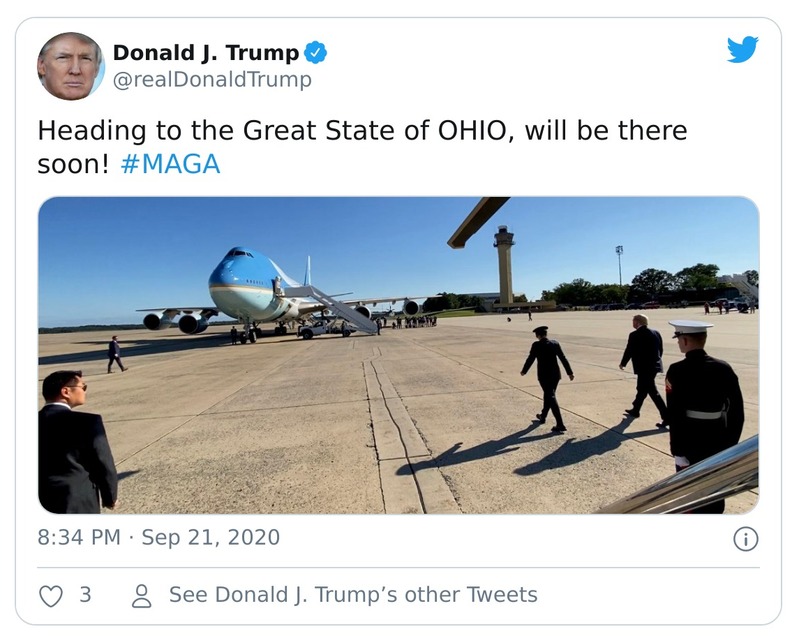 Donald J. Trump
@realDonaldTrump
Heading to the Great State of OHIO, will be there
soon! #MAGA
8:34 PM · Sep 21, 2020
3
See Donald J. Trump’s other Tweets